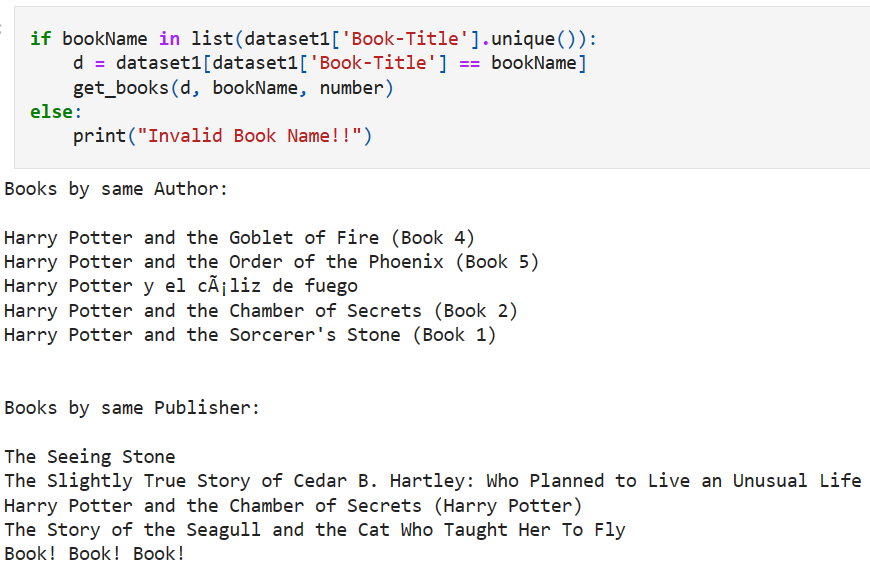 if bookName in list(dataset1['Book-Title'].unique()):
    d = dataset1[dataset1['Book-Title'] == bookName]
    get_books(d, bookName, number)
else:
    print("Invalid Book Name!!")
Books by same Author:
Harry Potter and the Goblet of Fire (Book 4)
Harry Potter and the Order of the Phoenix (Book 5)
Harry Potter y el cÃ¡liz de fuego
Harry Potter and the Chamber of Secrets (Book 2)
Harry Potter and the Sorcerer's Stone (Book 1)
Books by same Publisher:
The Seeing Stone
The Slightly True Story of Cedar B. Hartley: Who Planned to Live an Unusual Life
Harry Potter and the Chamber of Secrets (Harry Potter)
The Story of the Seagull and the Cat Who Taught Her To Fly
Book! Book! Book!